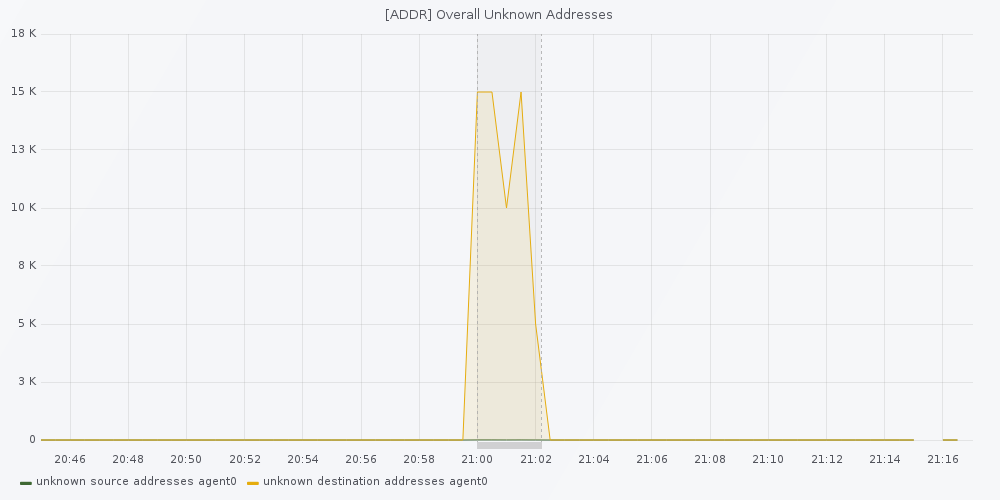 [ADDR] Overall Unknown Addresses
18 K
15 K
13 K
10 K
8 K
5 K
3 K
0
20:46 20:48 20:50 20:52 20:54 20:56 20:58 21:00 21:02 21:04 21:06 21:08 21:10 21:12 21:14 21:16
unknown source addresses agent0 unknown destination addresses agent0